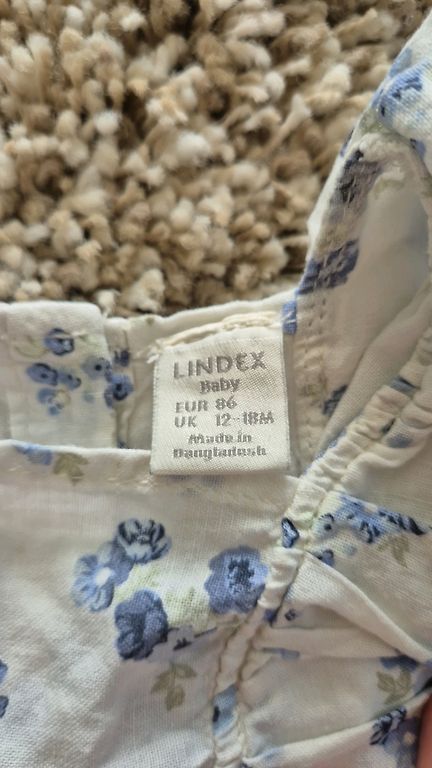 LINDEX
Baby
EUR 86
UK 12-18M
Made in
Bangladesh